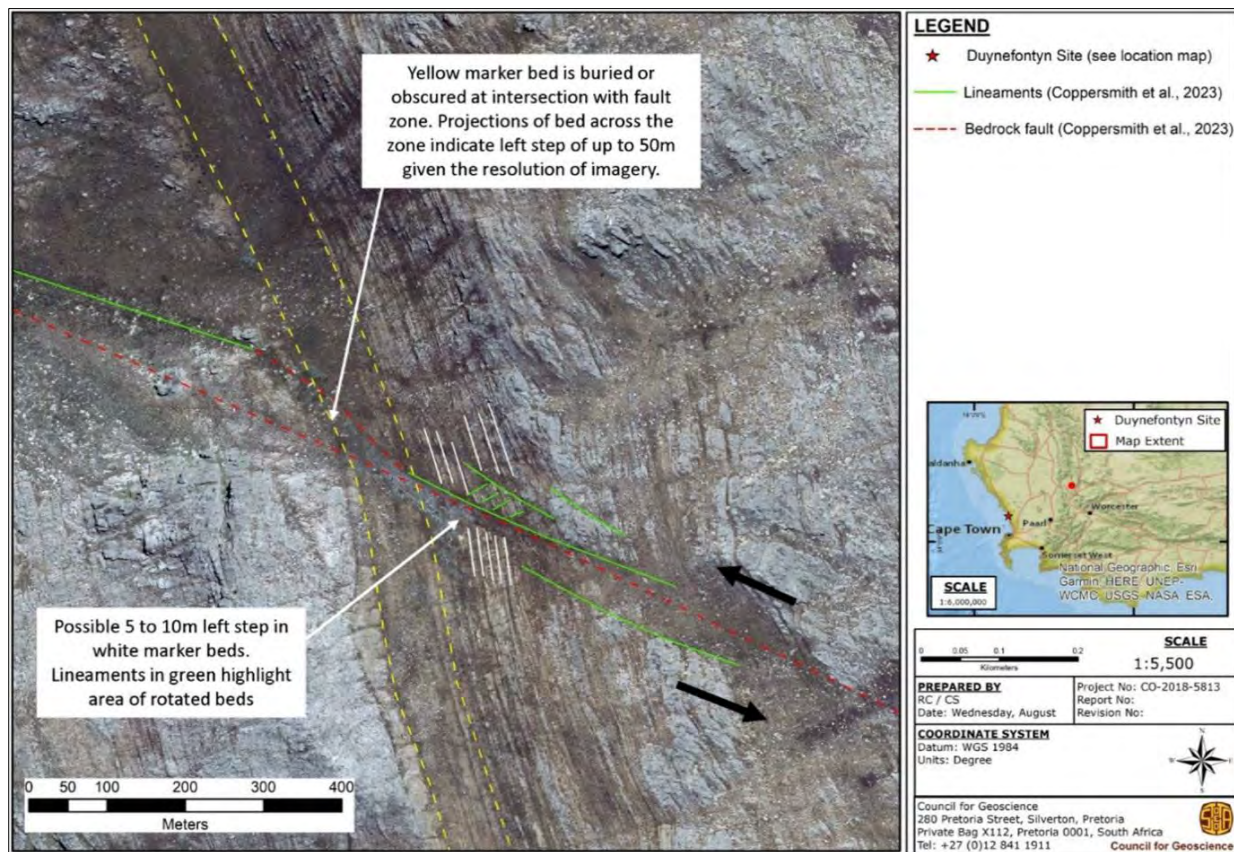 Yellow marker bed is buried or
obscured at intersection with fault
zone. Projections of bed across the
zone indicate left step of up to 50m
given the resolution of imagery.
Possible 5 to 10m left step in
white marker beds.
Lineaments in green highlight
area of rotated beds
0 50 100 200 300 400
Meters
LEGEND
Duynefontyn Site (see location map)
Lineaments (Coppersmith et al., 2023)
Bedrock fault (Coppersmith et al., 2023)
Duynefontyn Site
Map Extent
aldanha
Worcester
Paarl
Cape Town
Somerset West
National Geographic, Esri
Garmin, HERE, UNEP-
WCMC, USGS, NASA, ESA,
SCALE
1:6,000,000
SCALE
0 0.05 0.1 0.2
Kilometers
1:5,500
PREPARED BY
RC / CS
Date: Wednesday, August
Project No: CO-2018-5813
Report No:
Revision No:
COORDINATE SYSTEM
Datum: WGS 1984
Units: Degree
N
W
E
S
Council for Geoscience
280 Pretoria Street, Silverton, Pretoria
Private Bag X112, Pretoria 0001, South Africa
Tel: +27 (0)12 841 1911
Council for Geoscience